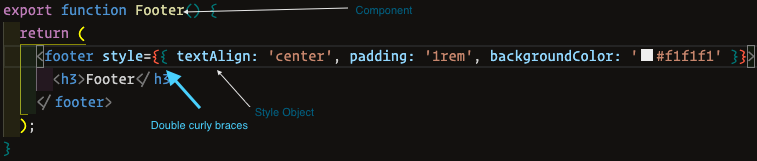 export function Footer() { Component
return (
<footer style={{ textAlign: 'center', padding: '1rem', backgroundColor: '#f1f1f1' }}>
<h3>Footer</h3
</footer> Style Object
Double curly braces
);
}